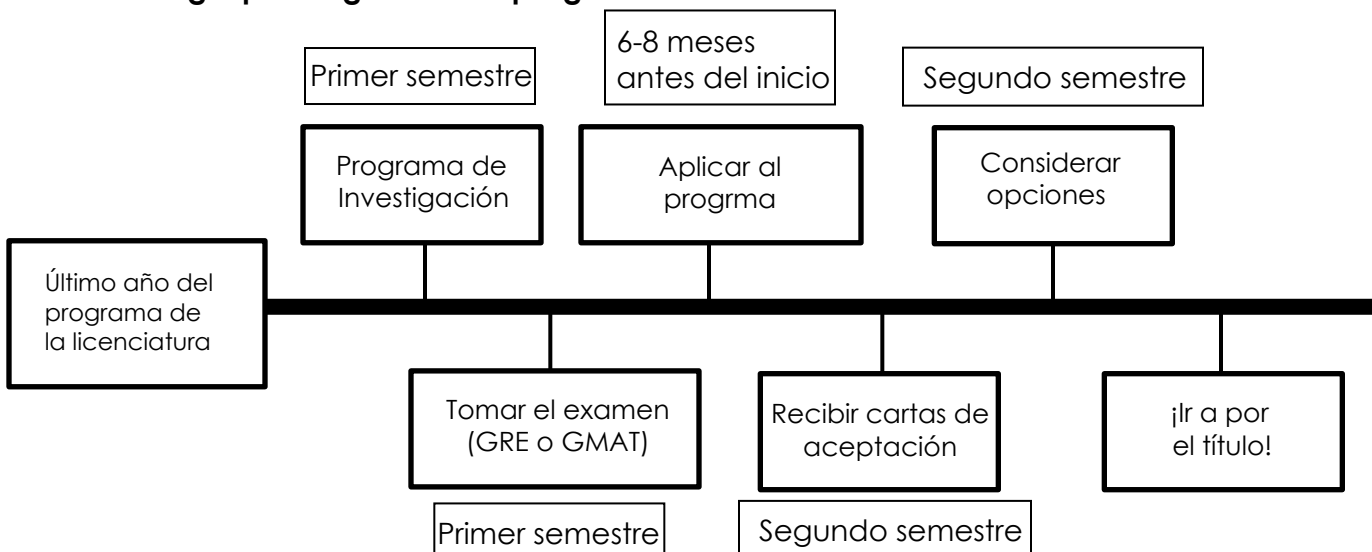 Primer semestre
6-8 meses
antes del inicio
Segundo semestre
Programa de
Investigación
Aplicar al
progrma
Considerar
opciones
Último año del
programa de
la licenciatura
Tomar el examen
(GRE o GMAT)
Recibir cartas de
aceptación
¡Ir a por
el título!
Primer semestre
Segundo semestre